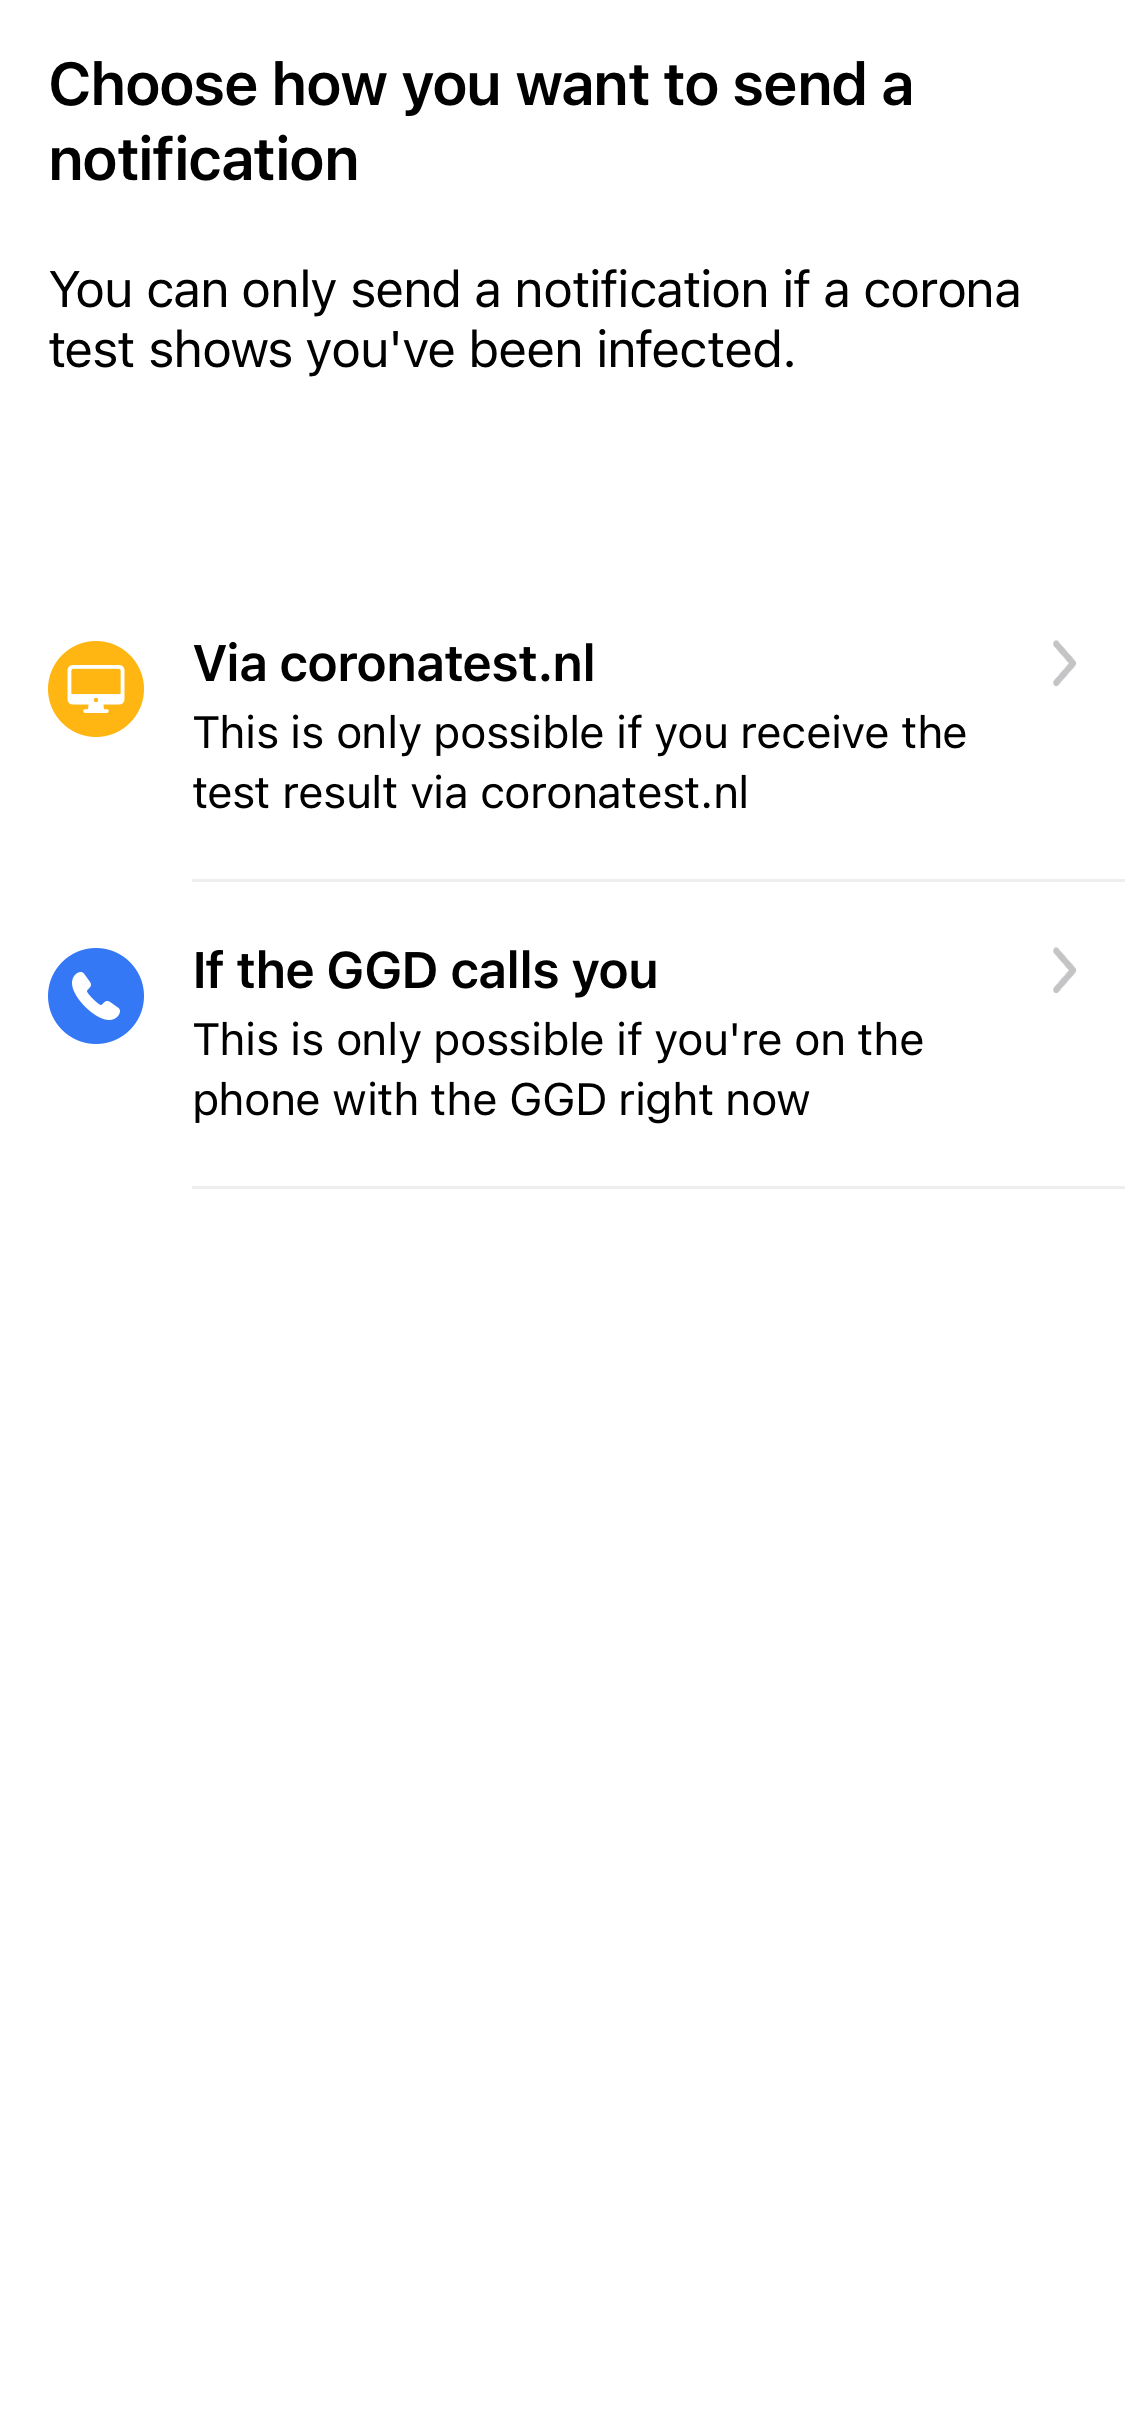 Choose how you want to send a
notification
You can only send a notification if a corona
test shows you've been infected.
Via coronatest.nl
This is only possible if you receive the
test result via coronatest.nl
If the GGD calls you
This is only possible if you're on the
phone with the GGD right now